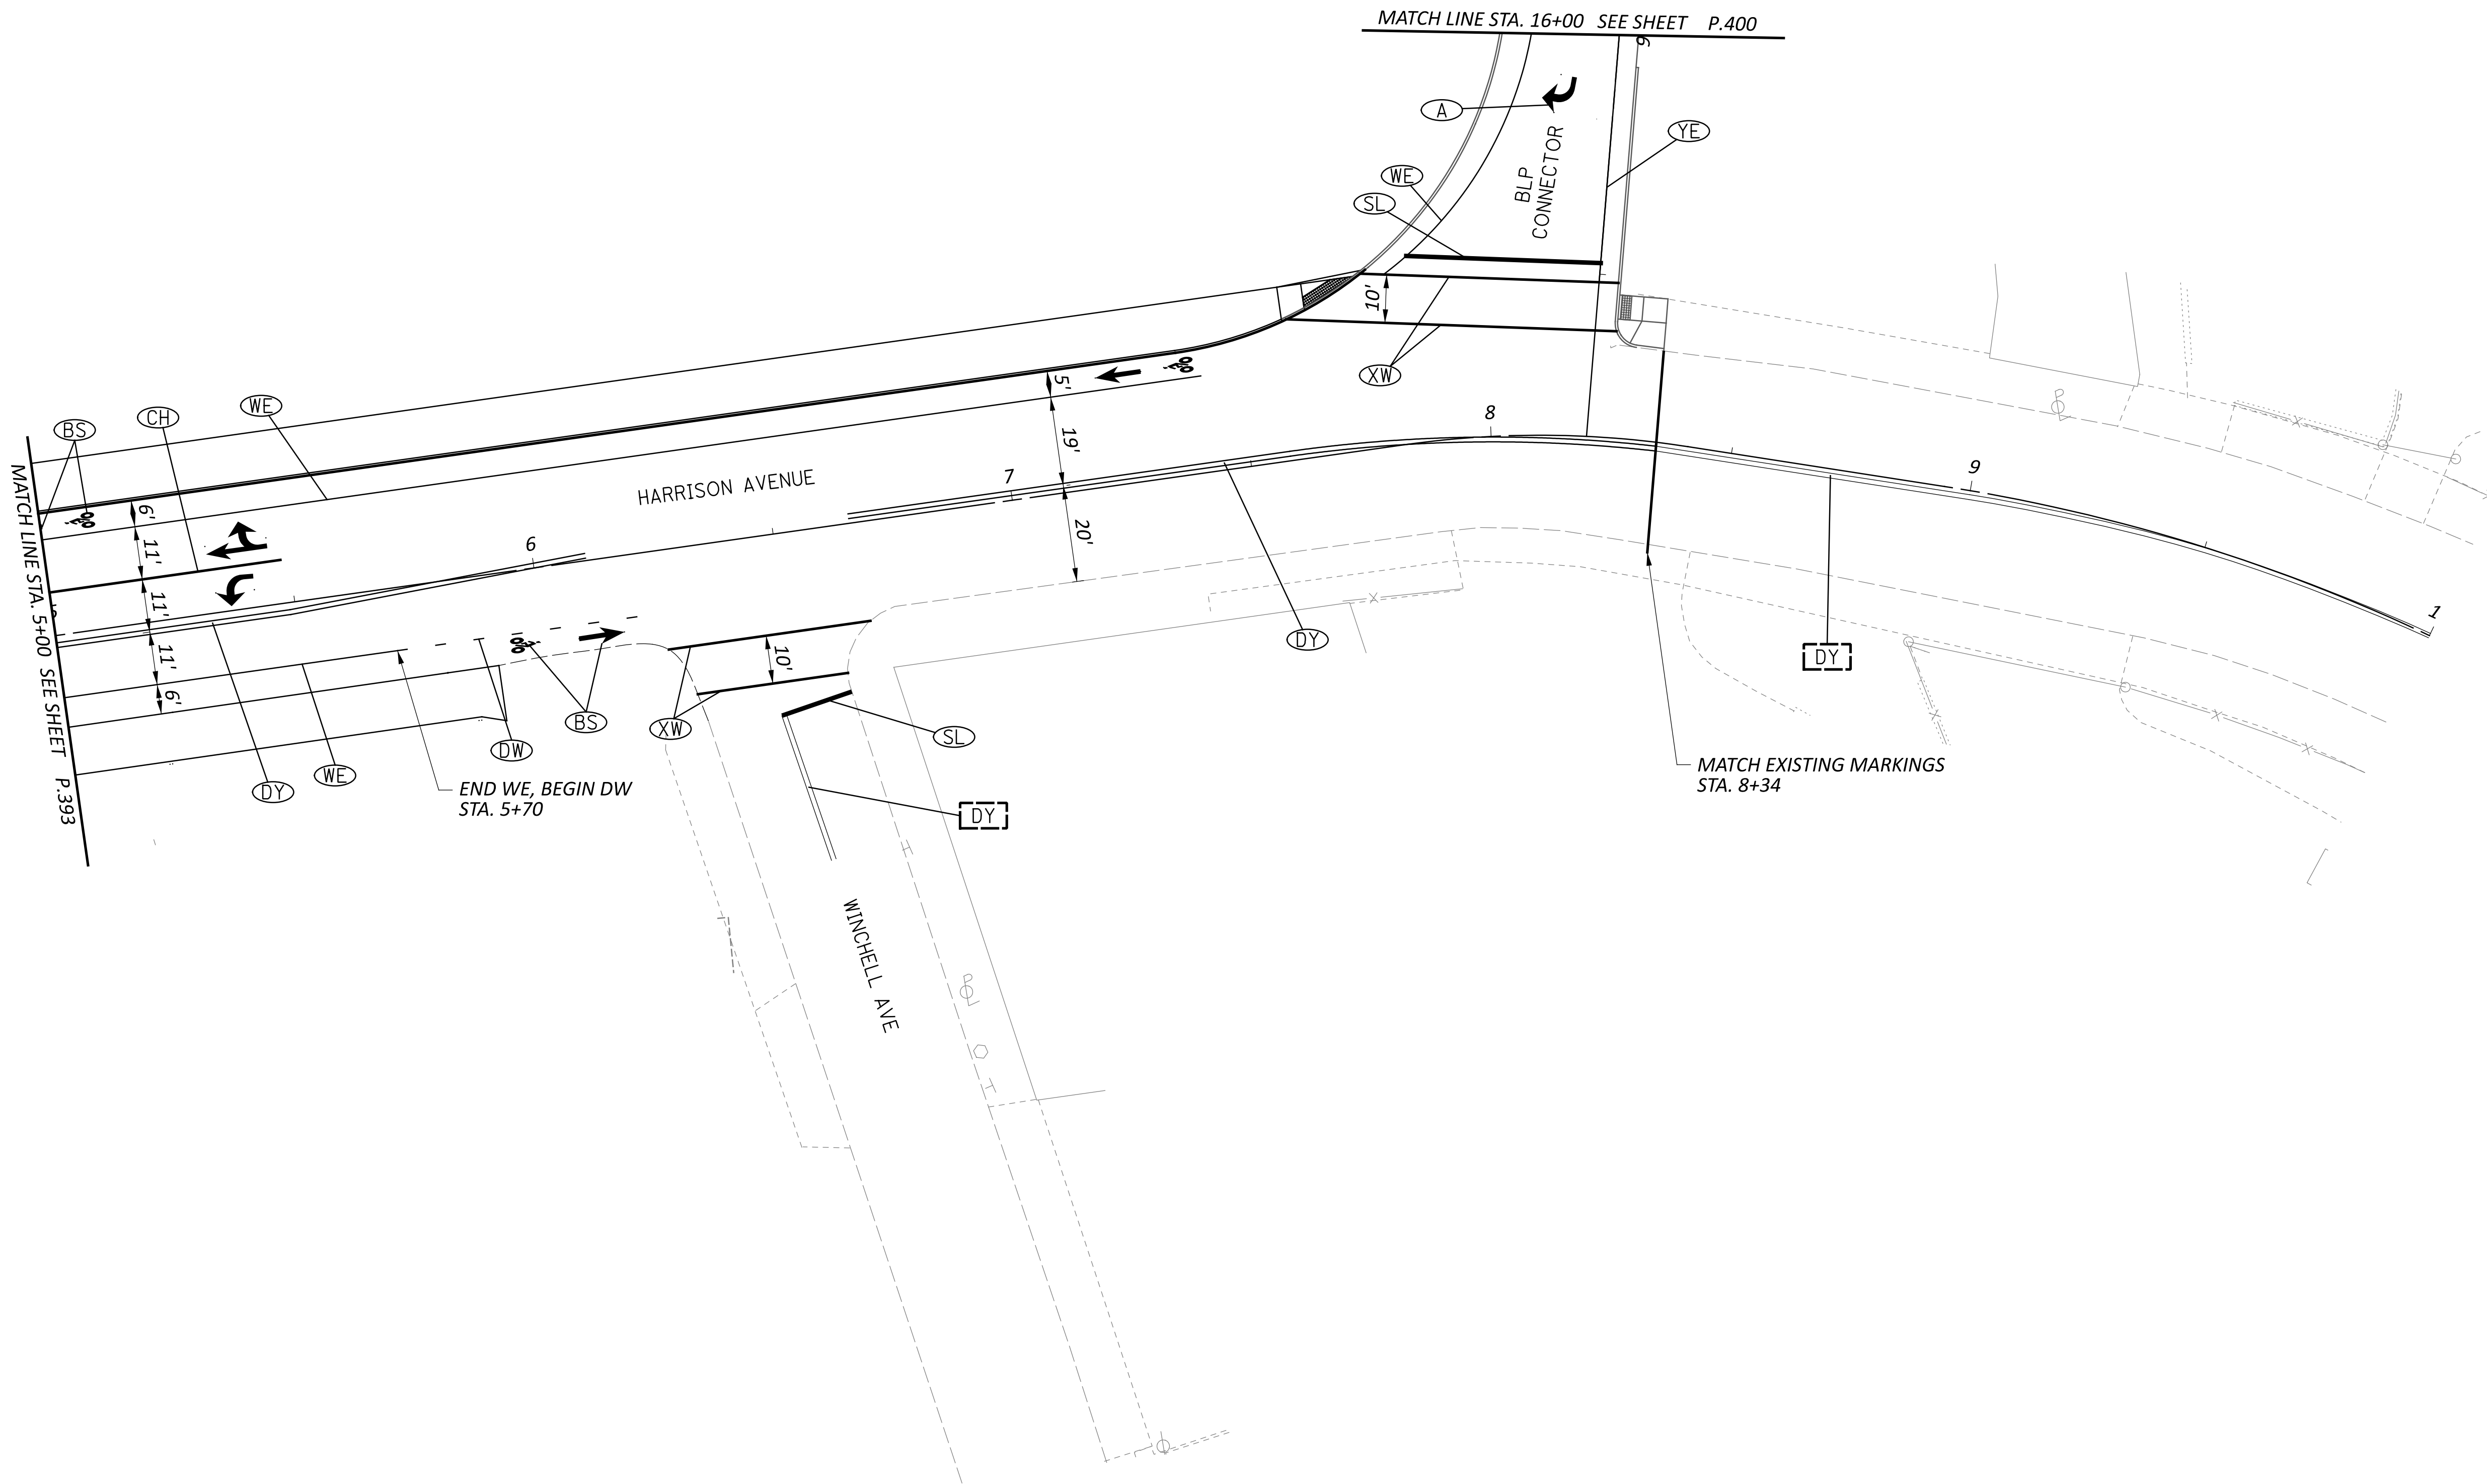 MATCH LINE STA. 16+00 SEE SHEET P.400
A
YE
BLP
CONNECTOR
WE
SL
10'
XW
BS
CH
WE
5'
19'
20'
8
9
7
6
1
HARRISON AVENUE
MATCH LINE STA. 5+00 SEE SHEET P.393
6'
11'
11'
11'
6'
DY
WE
END WE, BEGIN DW
STA. 5+70
DW
BS
XW
10'
SL
DY
DY
DY
MATCH EXISTING MARKINGS
STA. 8+34
WINCHELL AVE